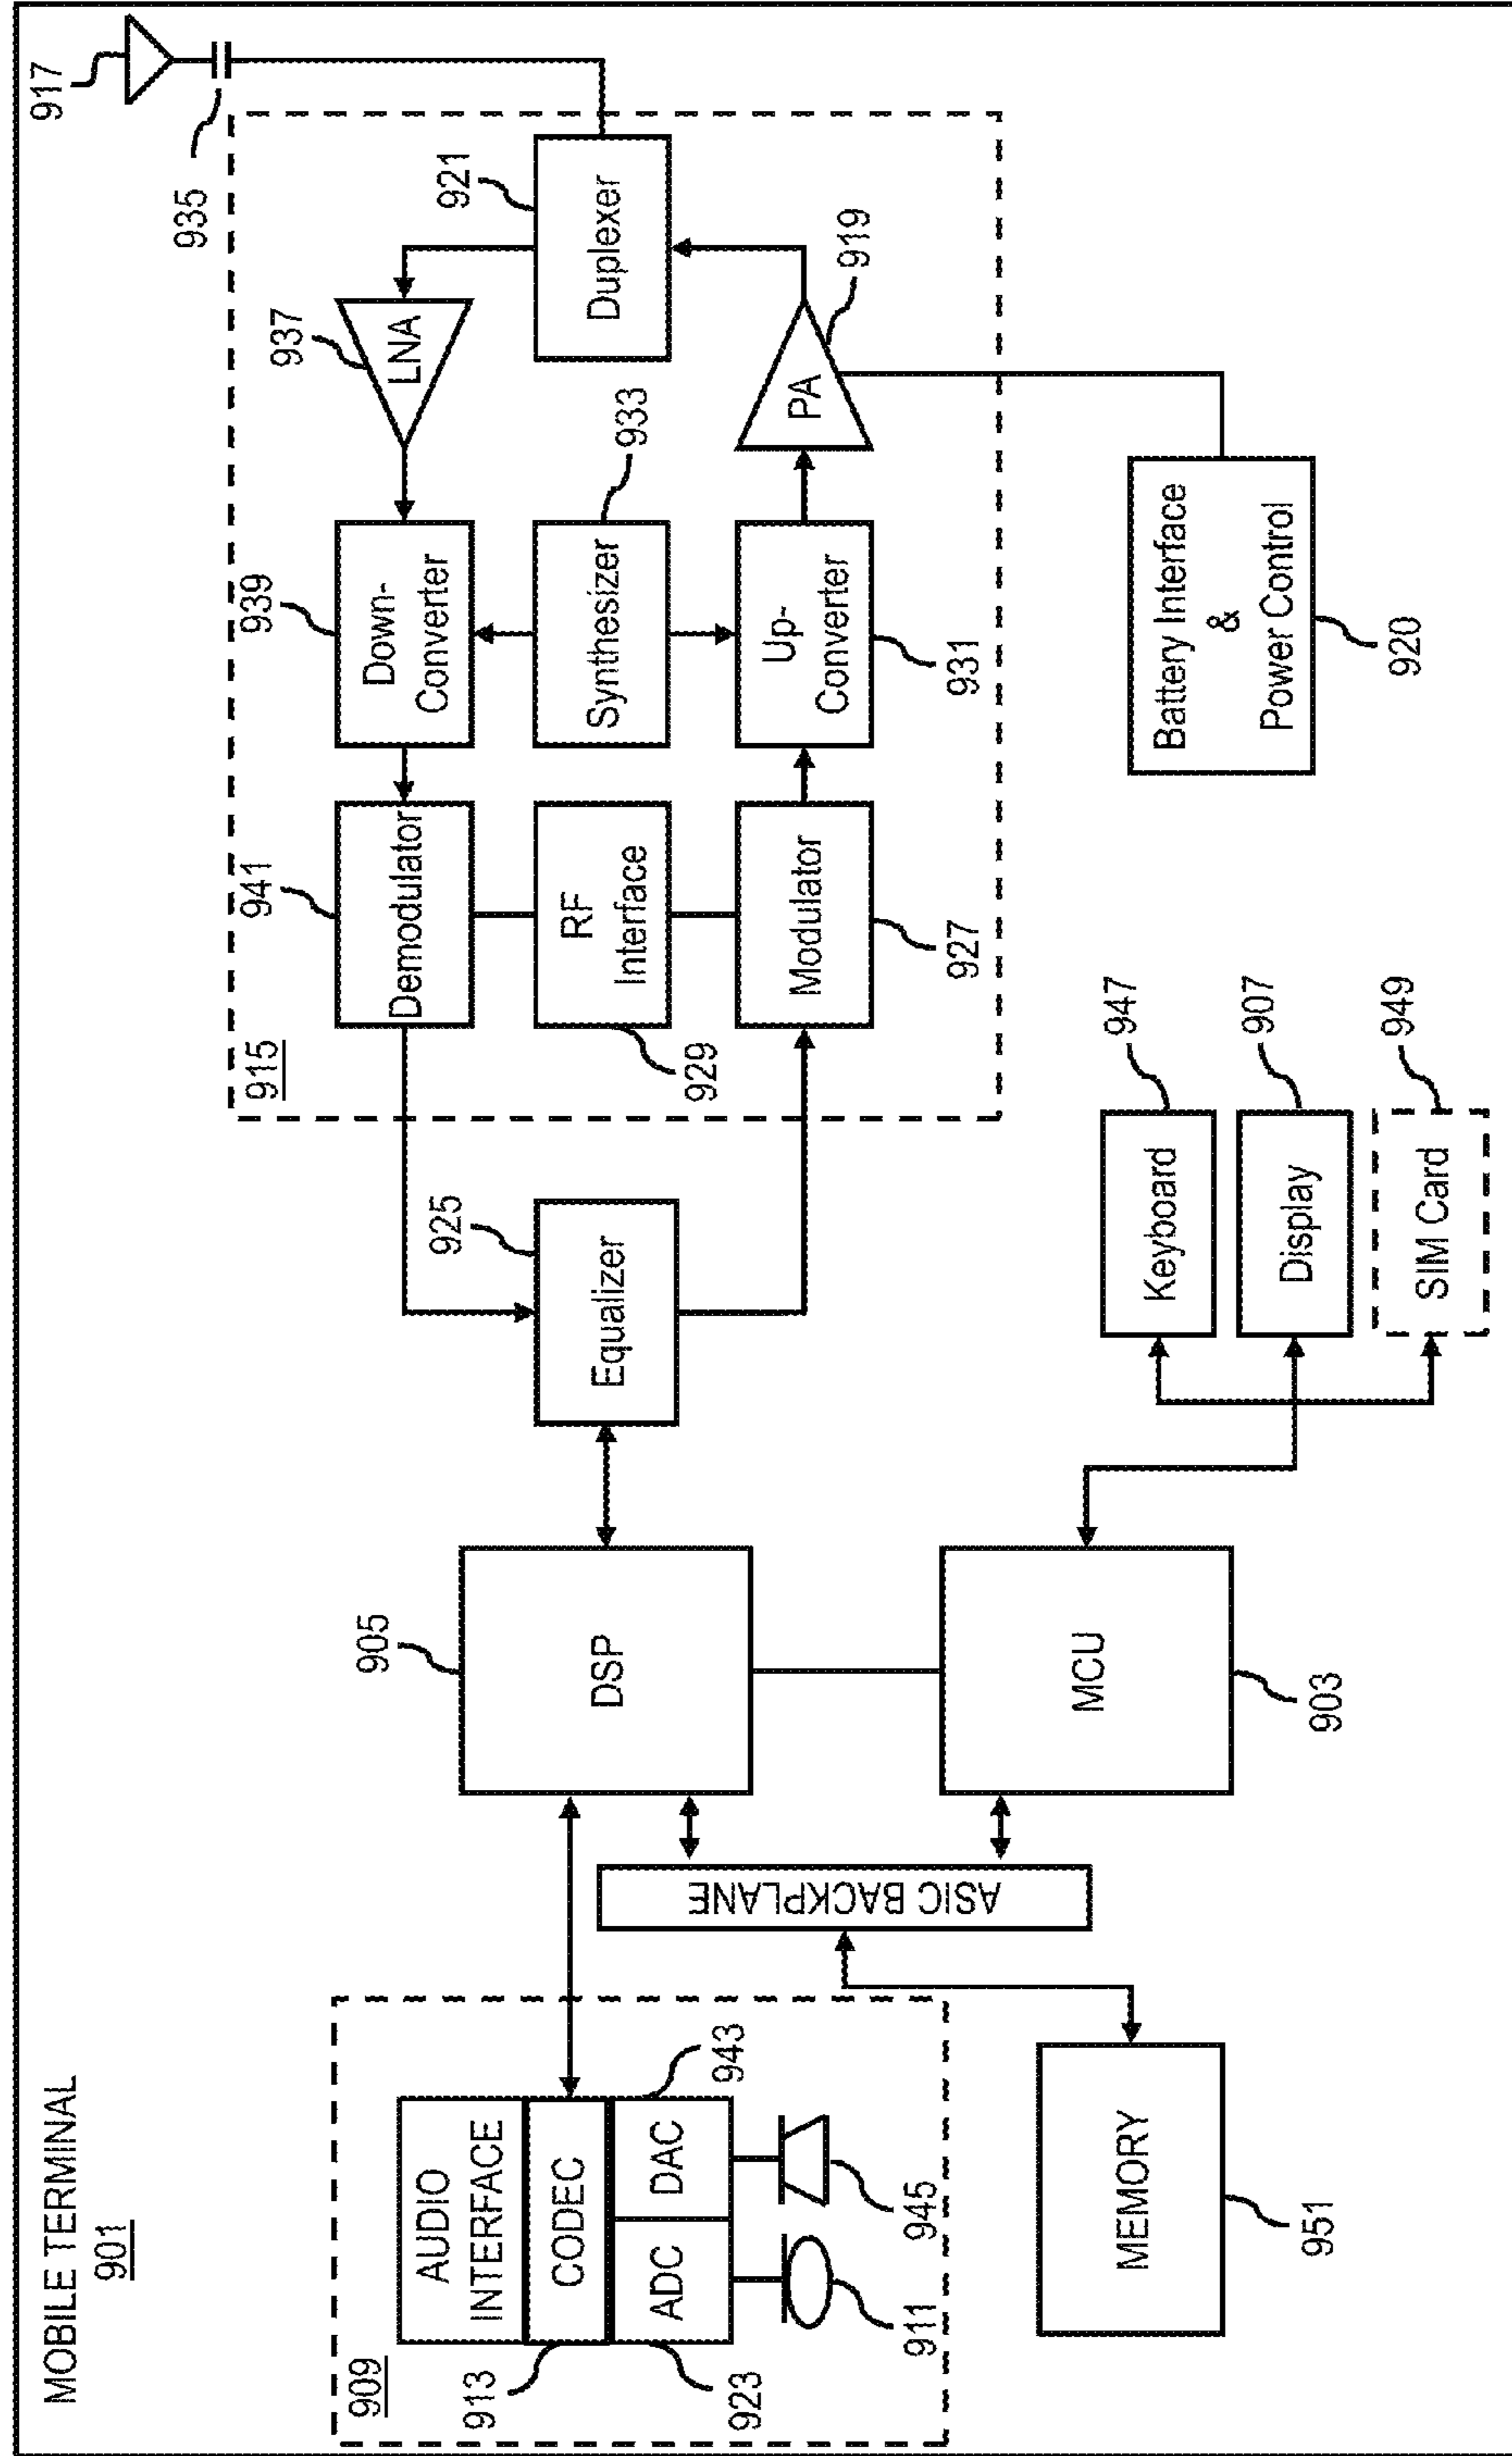 MOBILE TERMINAL
901
909
AUDIO
INTERFACE
CODEC
913
ADC
DAC
923
943
911
945
MEMORY
951
ASIC BACKPLANE
905
DSP
MCU
903
925
Equalizer
915
941
Demodulator
RF
Interface
929
Modulator
927
939
Down-
Converter
Synthesizer
933
Up-
Converter
931
937
LNA
PA
919
921
Duplexer
935
917
Keyboard
947
Display
907
SIM Card
949
Battery Interface
&
Power Control
920